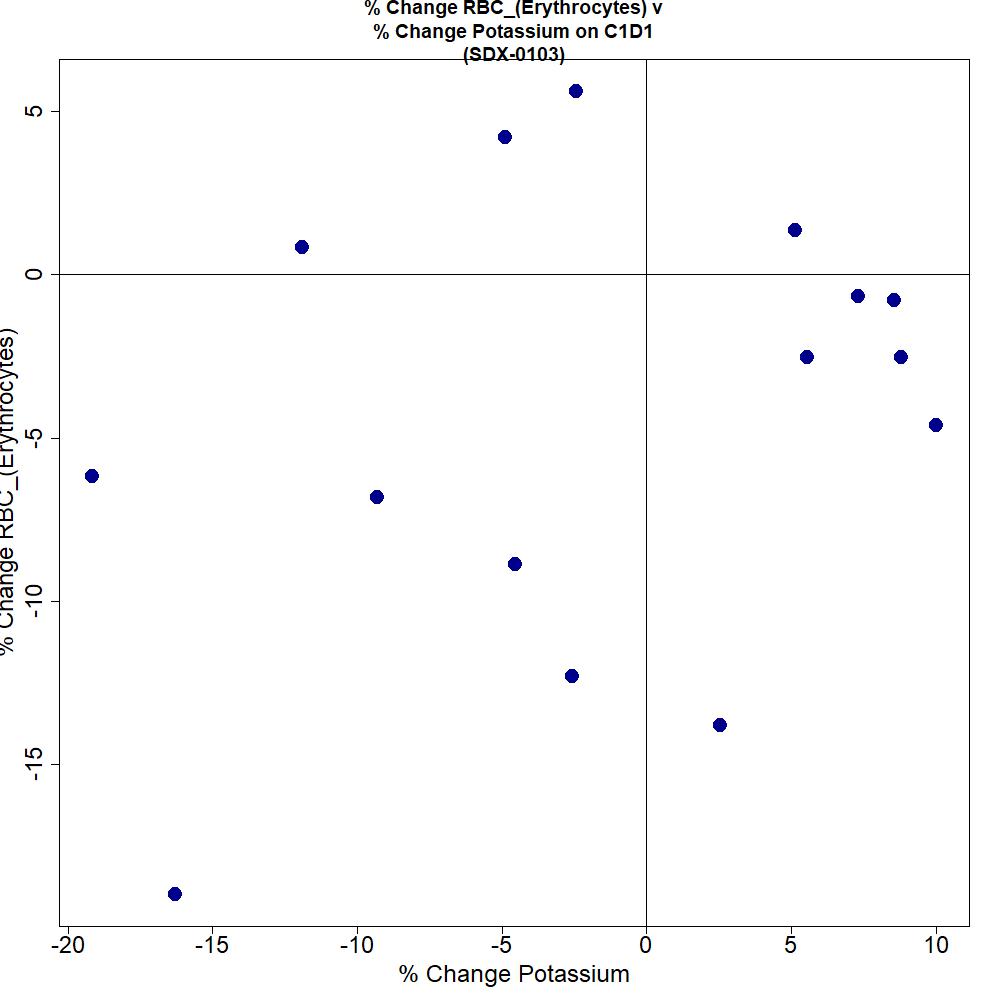 % Change RBC_(Erythrocytes) v
% Change Potassium on C1D1
(SDX-0103)
% Change RBC_(Erythrocytes)
5
0
-5
-10
-15
-20
-15
-10
-5
0
5
10
% Change Potassium